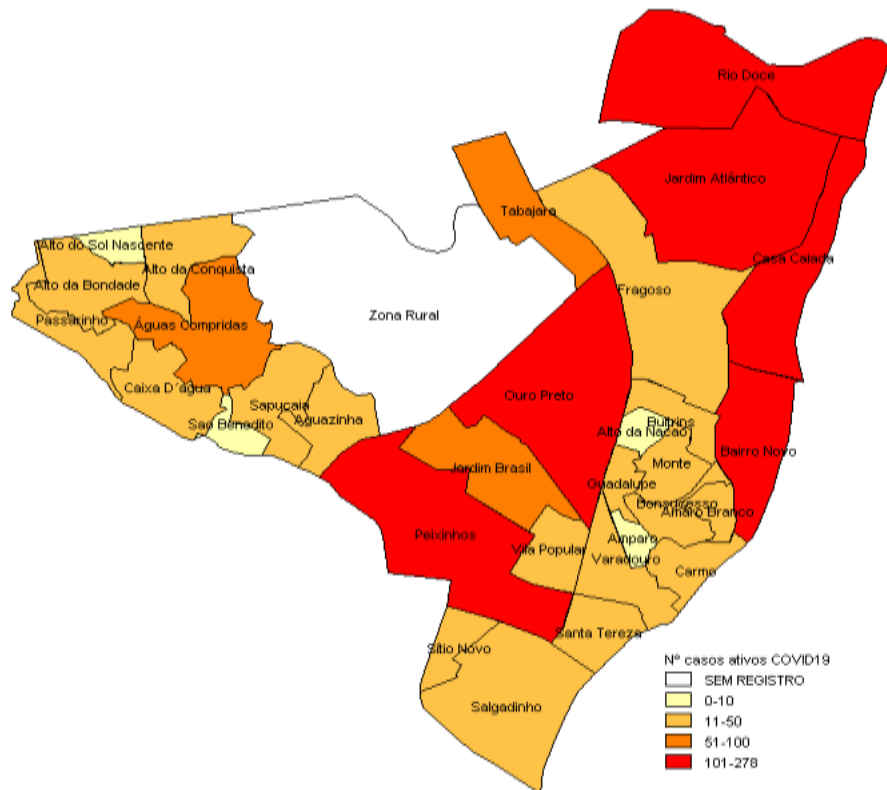 Rio Doce
Jardim Atlântico
Tabajara
Alto do Sol Nascente
Casa Caiada
Alto da Conquista
Alto da Bondade
Fragoso
Zona Rural
Passarinho
Águas Compridas
Caixa D´agua
Ouro Preto
Sapucaia
Aguazinha
Sao Benedito
Bultrins
Alto da Nacao
Bairro Novo
Monte
Jardim Brasil
Guadalupe
Bonsucesso
Amaro Branco
Peixinhos
Amparo
Vila Popular
Varadouro
Carmo
Santa Tereza
Sítio Novo
Salgadinho
Nº casos ativos COVID19
SEM REGISTRO
0-10
11-50
51-100
101-278